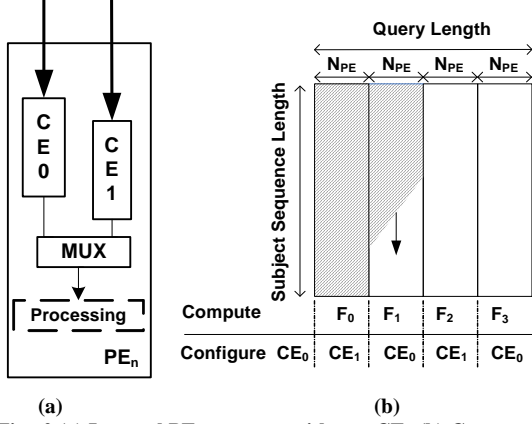 C
E
0
C
E
1
MUX
Processing
PEn
(a)
Query Length
NPE NPE NPE NPE
Subject Sequence Length
Compute F0 F1 F2 F3
Configure CE0 CE1 CE0 CE1 CE0
(b)